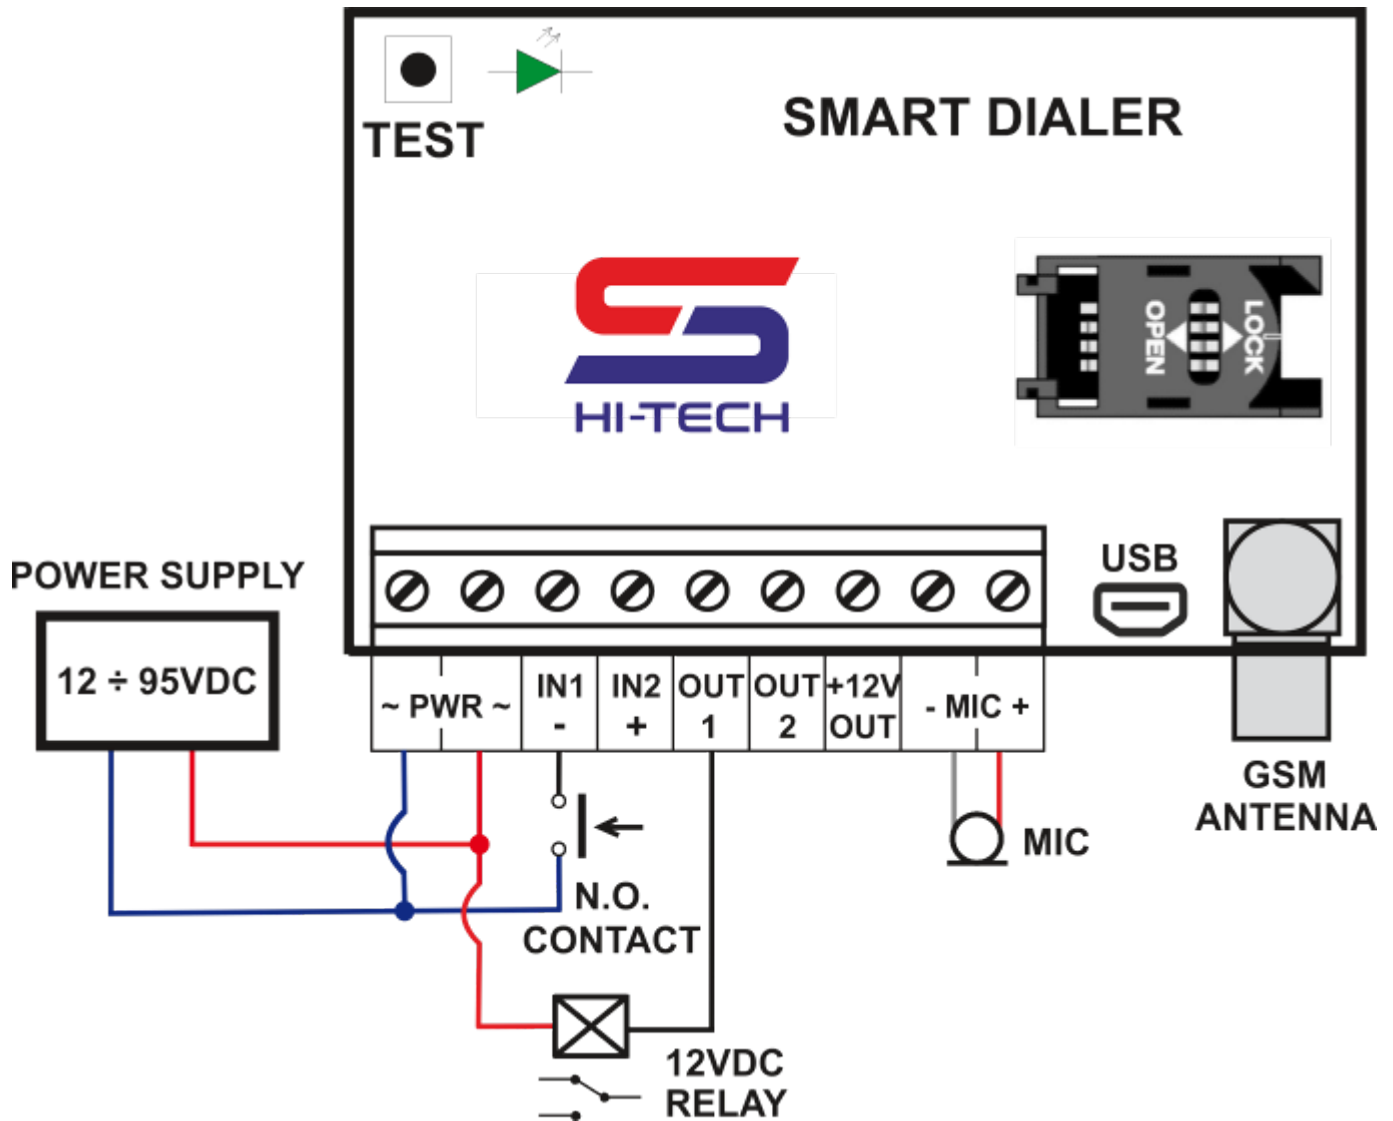 TEST
SMART DIALER
HI-TECH
OPEN
LOCK
USB
POWER SUPPLY
12 ÷ 95VDC
~ PWR ~
IN1
-
IN2
+
OUT
1
OUT
2
+12V
OUT
- MIC +
GSM
ANTENNA
MIC
N.O.
CONTACT
12VDC
RELAY